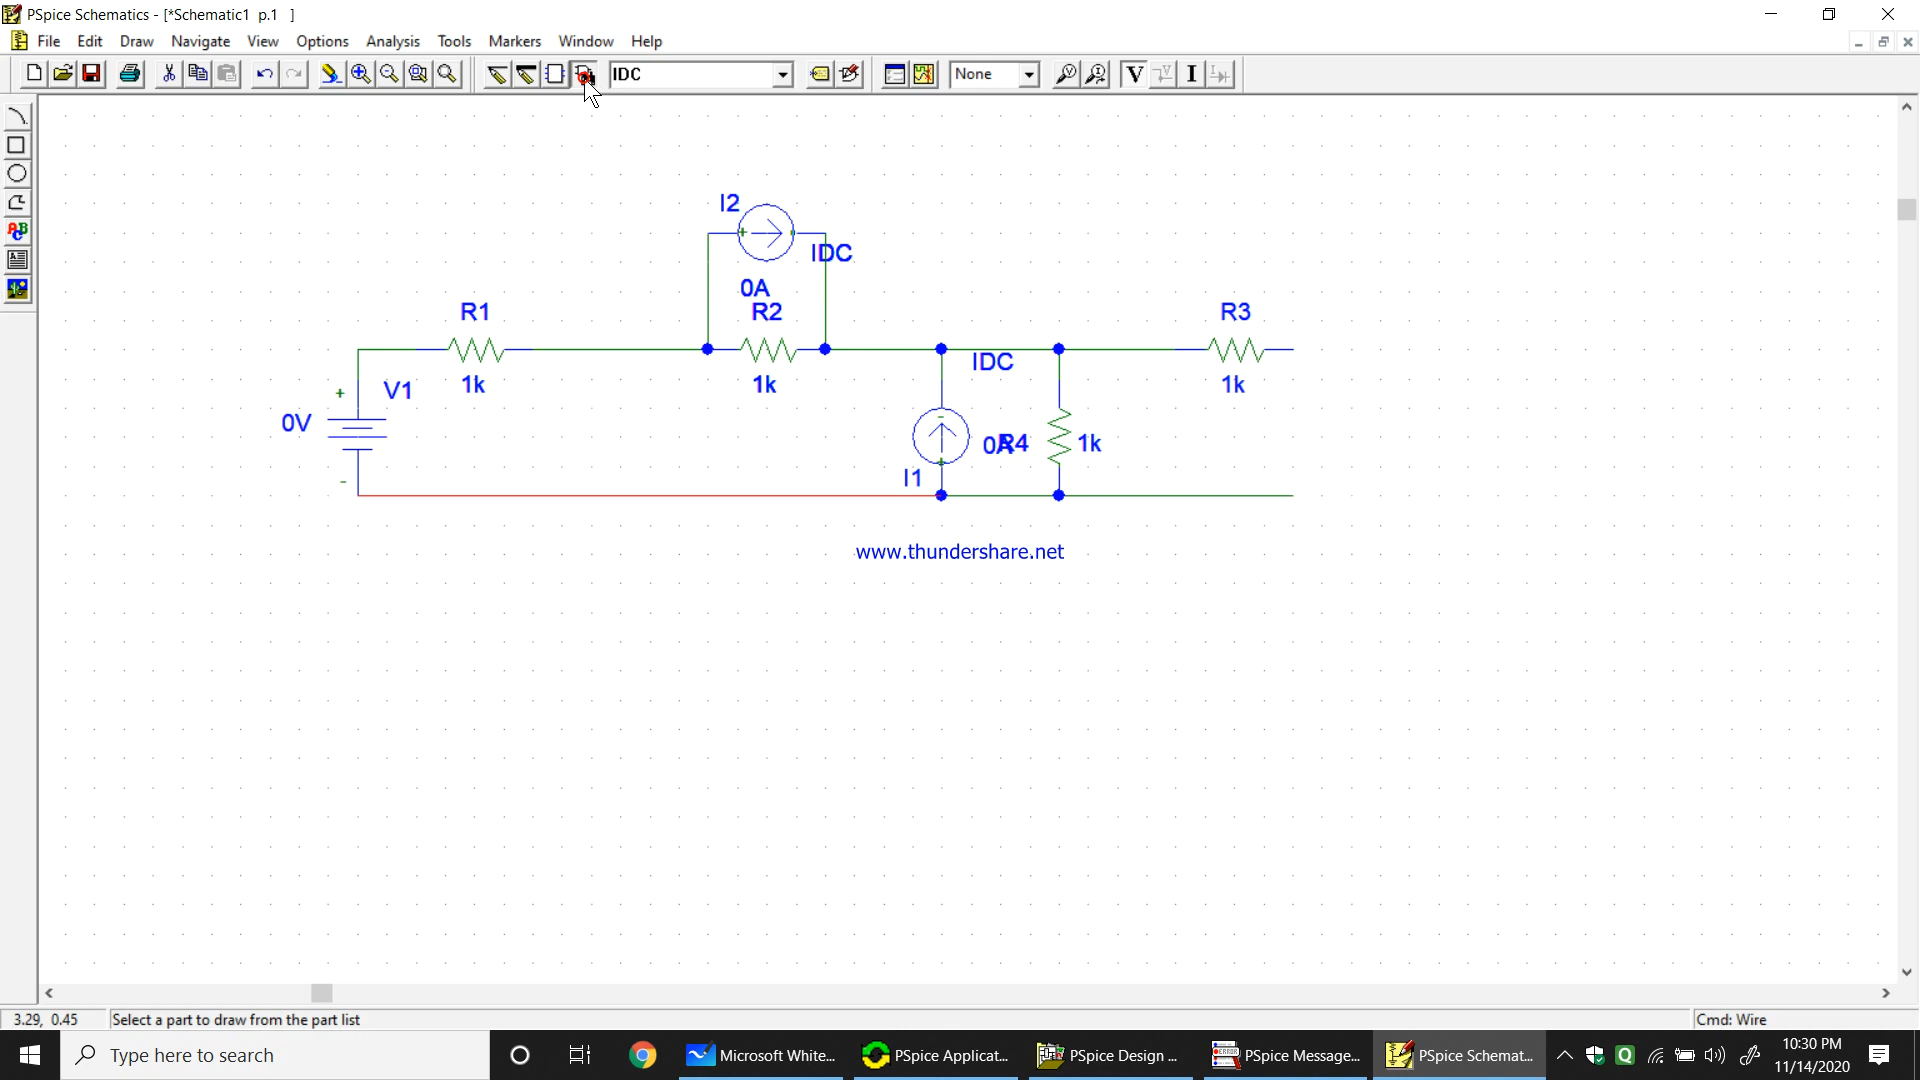 PSpice Schematics - [*Schematic1 p.1 ]
File Edit Draw Navigate View Options Analysis Tools Markers Window Help
IDC None V I
ABC
I2
IDC
0A
R1 R2 R3
IDC
1k 1k 1k
+ V1
0V
0A R4 1k
I1
-
www.thundershare.net
3.29, 0.45 Select a part to draw from the part list Cmd: Wire
Type here to search Microsoft White... PSpice Applicat... PSpice Design ... PSpice Message... PSpice Schemat... 10:30 PM
11/14/2020